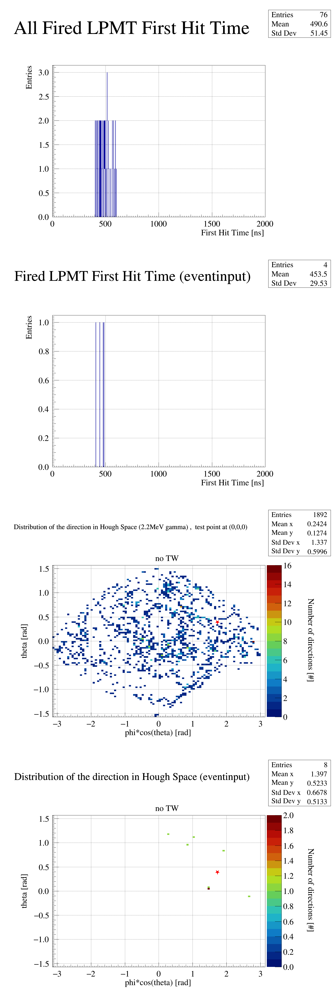 All Fired LPMT First Hit Time
Entries 76
Mean 490.6
Std Dev 51.45
Entries
3.0
2.5
2.0
1.5
1.0
0.5
0.0
0 500 1000 1500 2000
First Hit Time [ns]
Fired LPMT First Hit Time (eventinput)
Entries 4
Mean 453.5
Std Dev 29.53
Entries
1.0
0.8
0.6
0.4
0.2
0.0
0 500 1000 1500 2000
First Hit Time [ns]
Distribution of the direction in Hough Space (2.2MeV gamma) , test point at (0,0,0)
Entries 1892
Mean x 0.2424
Mean y 0.1274
Std Dev x 1.337
Std Dev y 0.5996
no TW
theta [rad]
1.5
1.0
0.5
0.0
−0.5
−1.0
−1.5
−3 −2 −1 0 1 2 3
phi*cos(theta) [rad]
16
14
12
10
8
6
4
2
0
Number of directions [#]
Distribution of the direction in Hough Space (eventinput)
Entries 8
Mean x 1.397
Mean y 0.5233
Std Dev x 0.6678
Std Dev y 0.5133
no TW
theta [rad]
1.5
1.0
0.5
0.0
−0.5
−1.0
−1.5
−3 −2 −1 0 1 2 3
phi*cos(theta) [rad]
2.0
1.8
1.6
1.4
1.2
1.0
0.8
0.6
0.4
0.2
0.0
Number of directions [#]